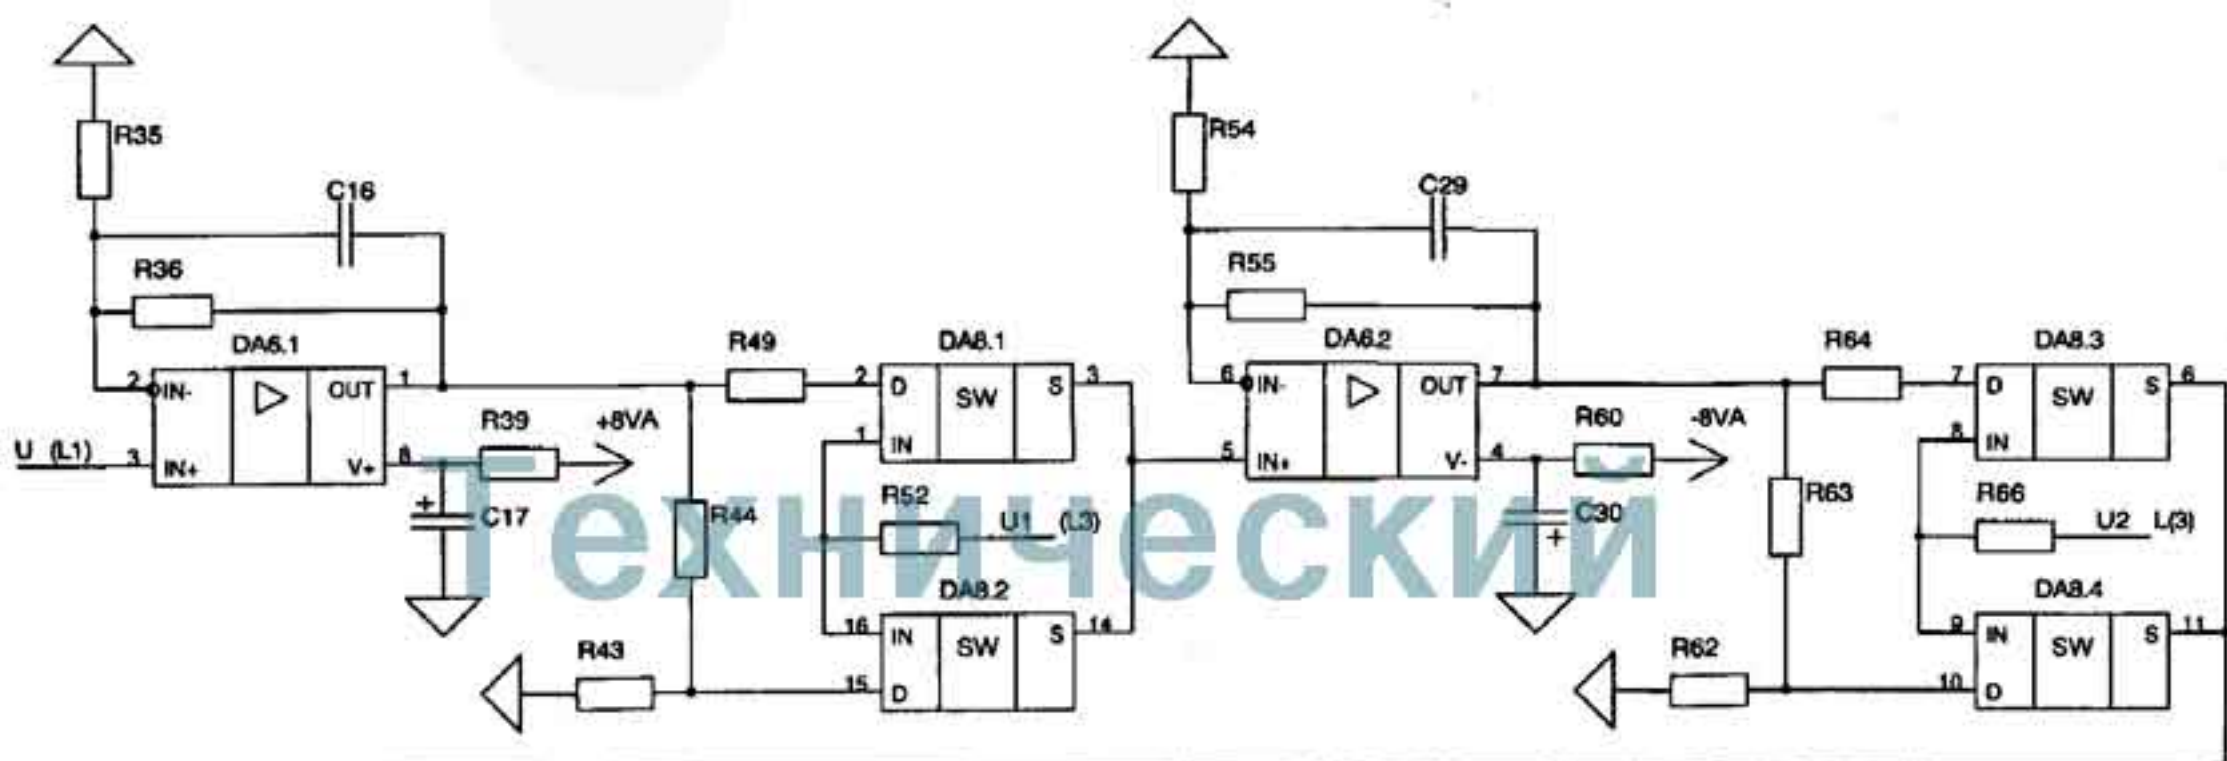 R35
C16
R36
DA6.1
2 IN- OUT 1
U (L1) 3 IN+ V+ 8
R39 +8VA
C17
R49
DA8.1
2 D SW S 3
1 IN
R44
R52 U1 (L3)
DA8.2
16 IN SW S 14
15 D
R43
R54
C29
R55
DA6.2
6 IN- OUT 7
5 IN+ V- 4
R60 -8VA
C30
R64
DA8.3
7 D SW S 6
8 IN
R63
R66 U2 L(3)
DA8.4
9 IN SW S 11
10 D
R62
+
+
Технический